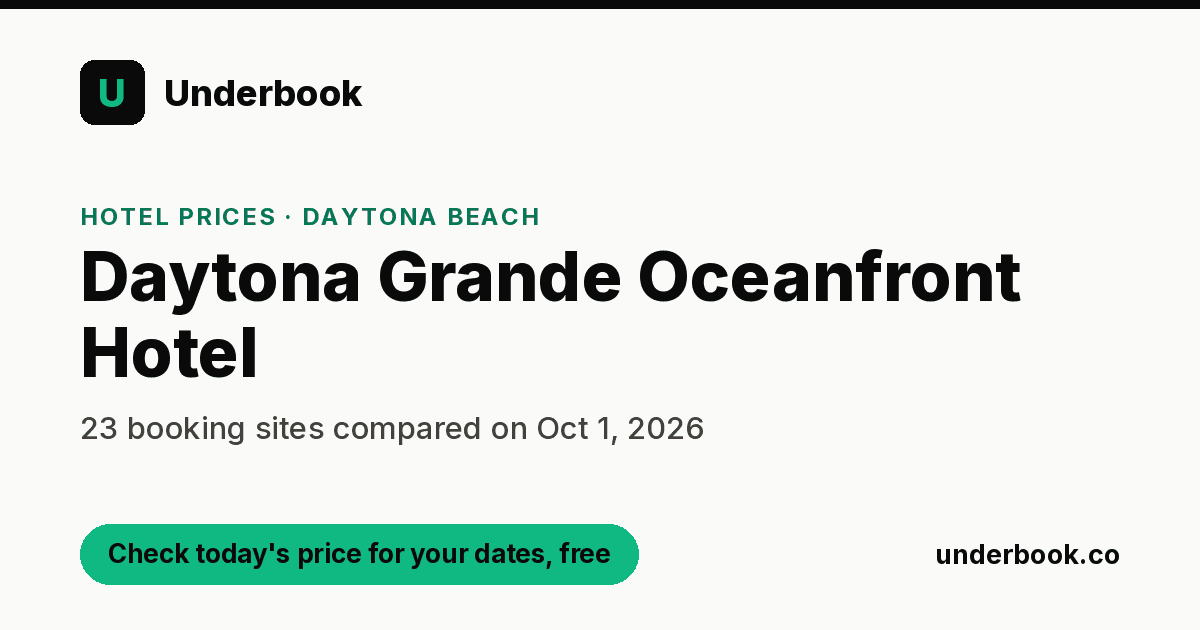 U Underbook
HOTEL PRICES · DAYTONA BEACH
Daytona Grande Oceanfront
Hotel
23 booking sites compared on Oct 1, 2026
Check today's price for your dates, free
underbook.co